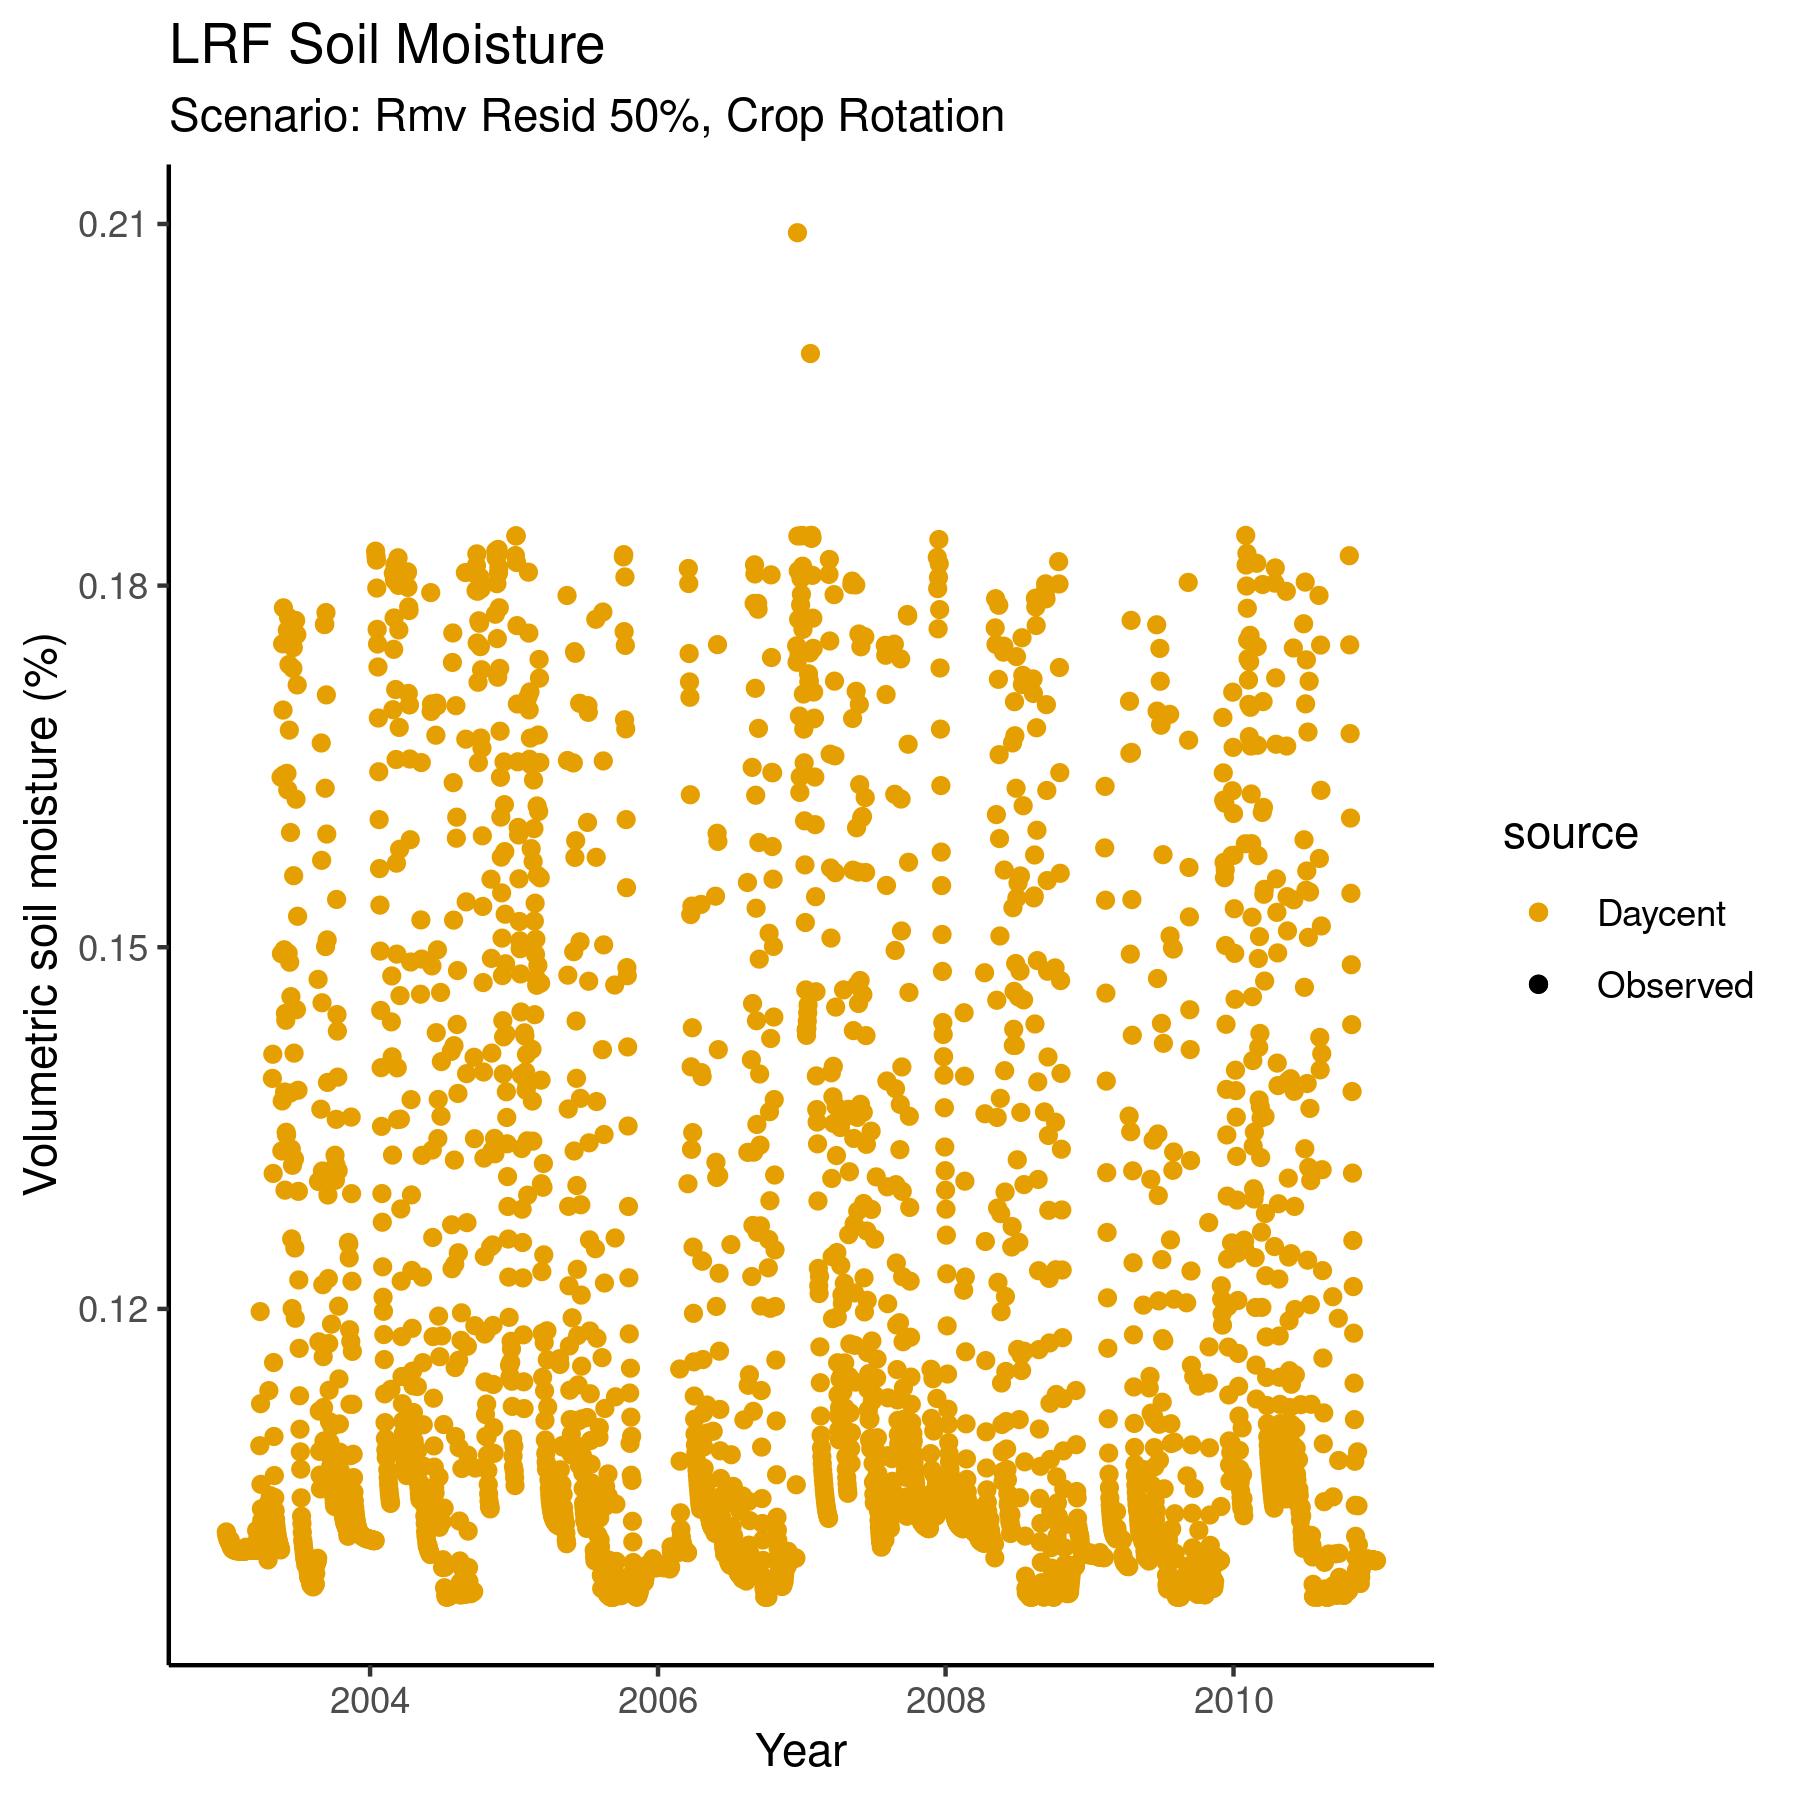 LRF Soil Moisture
Scenario: Rmv Resid 50%, Crop Rotation
Volumetric soil moisture (%)
0.21
0.18
0.15
0.12
2004
2006
2008
2010
Year
source
Daycent
Observed